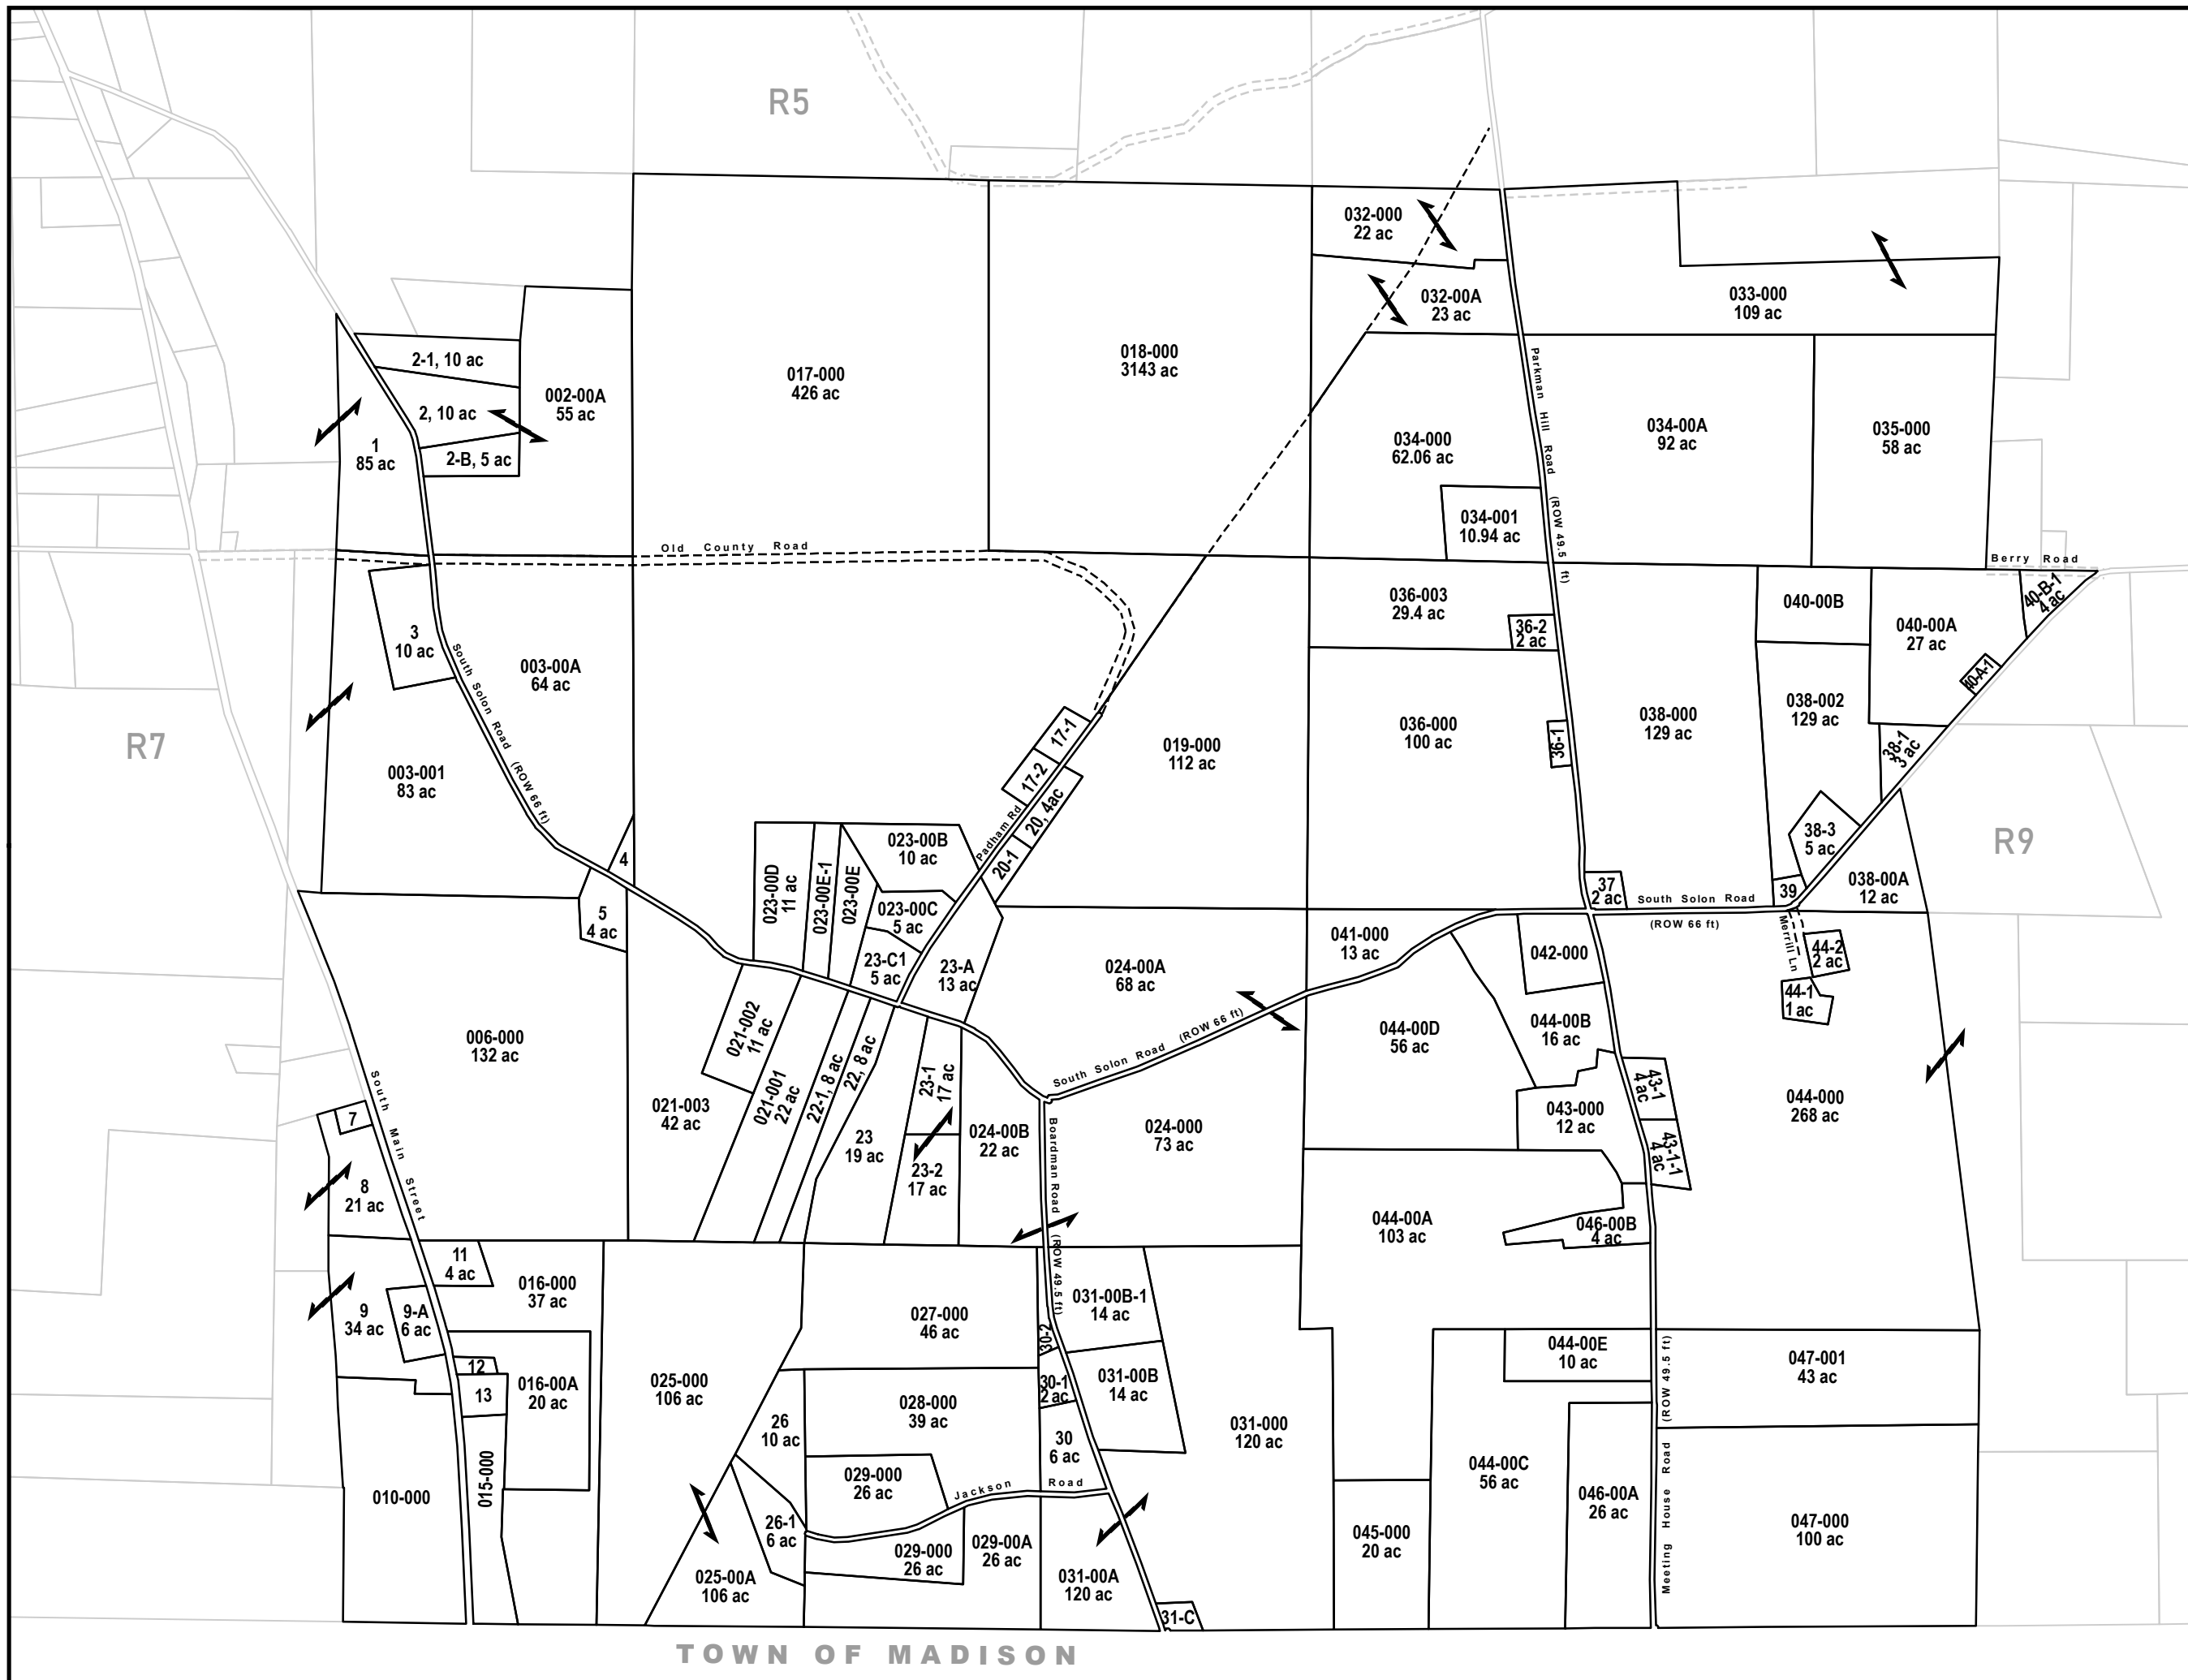 R5
032-000
22 ac
032-00A
23 ac
033-000
109 ac
2-1, 10 ac
2, 10 ac
2-B, 5 ac
002-00A
55 ac
1
85 ac
017-000
426 ac
018-000
3143 ac
034-000
62.06 ac
034-001
10.94 ac
Parkman Hill Road (ROW 49.5 ft)
034-00A
92 ac
035-000
58 ac
Old County Road
Berry Road
3
10 ac
003-00A
64 ac
South Solon Road (ROW 66 ft)
003-001
83 ac
R7
036-003
29.4 ac
36-2
2 ac
040-00B
040-00A
27 ac
40-B-1
4 ac
40-A-1
17-1
17-2
20, 4ac
20-1
Padham Rd
019-000
112 ac
036-000
100 ac
36-1
038-000
129 ac
038-002
129 ac
38-1
3 ac
38-3
5 ac
R9
4
5
4 ac
023-00D
11 ac
023-00E-1
023-00E
023-00B
10 ac
023-00C
5 ac
23-C1
5 ac
23-A
13 ac
37
2 ac
South Solon Road
(ROW 66 ft)
39
038-00A
12 ac
Merrill Ln
44-2
2 ac
44-1
1 ac
041-000
13 ac
042-000
024-00A
68 ac
South Solon Road (ROW 66 ft)
044-00D
56 ac
044-00B
16 ac
006-000
132 ac
South Main Street
021-002
11 ac
021-003
42 ac
021-001
22 ac
22-1, 8 ac
22, 8 ac
23
19 ac
23-1
17 ac
23-2
17 ac
024-00B
22 ac
Boardman Road (ROW 49.5 ft)
024-000
73 ac
043-000
12 ac
43-1
4 ac
43-1-1
4 ac
044-000
268 ac
7
8
21 ac
044-00A
103 ac
046-00B
4 ac
11
4 ac
016-000
37 ac
9
34 ac
9-A
6 ac
12
13
016-00A
20 ac
025-000
106 ac
027-000
46 ac
30-2
031-00B-1
14 ac
031-00B
14 ac
30-1
2 ac
30
6 ac
028-000
39 ac
26
10 ac
031-000
120 ac
044-00E
10 ac
047-001
43 ac
Meeting House Road (ROW 49.5 ft)
044-00C
56 ac
046-00A
26 ac
047-000
100 ac
010-000
015-000
029-000
26 ac
Jackson Road
26-1
6 ac
029-000
26 ac
029-00A
26 ac
025-00A
106 ac
031-00A
120 ac
045-000
20 ac
31-C
TOWN OF MADISON